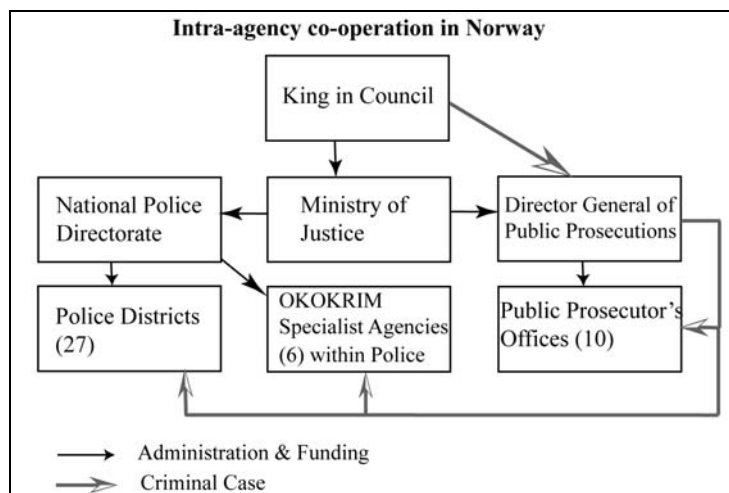 Intra-agency co-operation in Norway
King in Council
National Police
Directorate
Ministry of
Justice
Director General of
Public Prosecutions
Police Districts
(27)
OKOKRIM
Specialist Agencies
(6) within Police
Public Prosecutor's
Offices (10)
Administration & Funding
Criminal Case